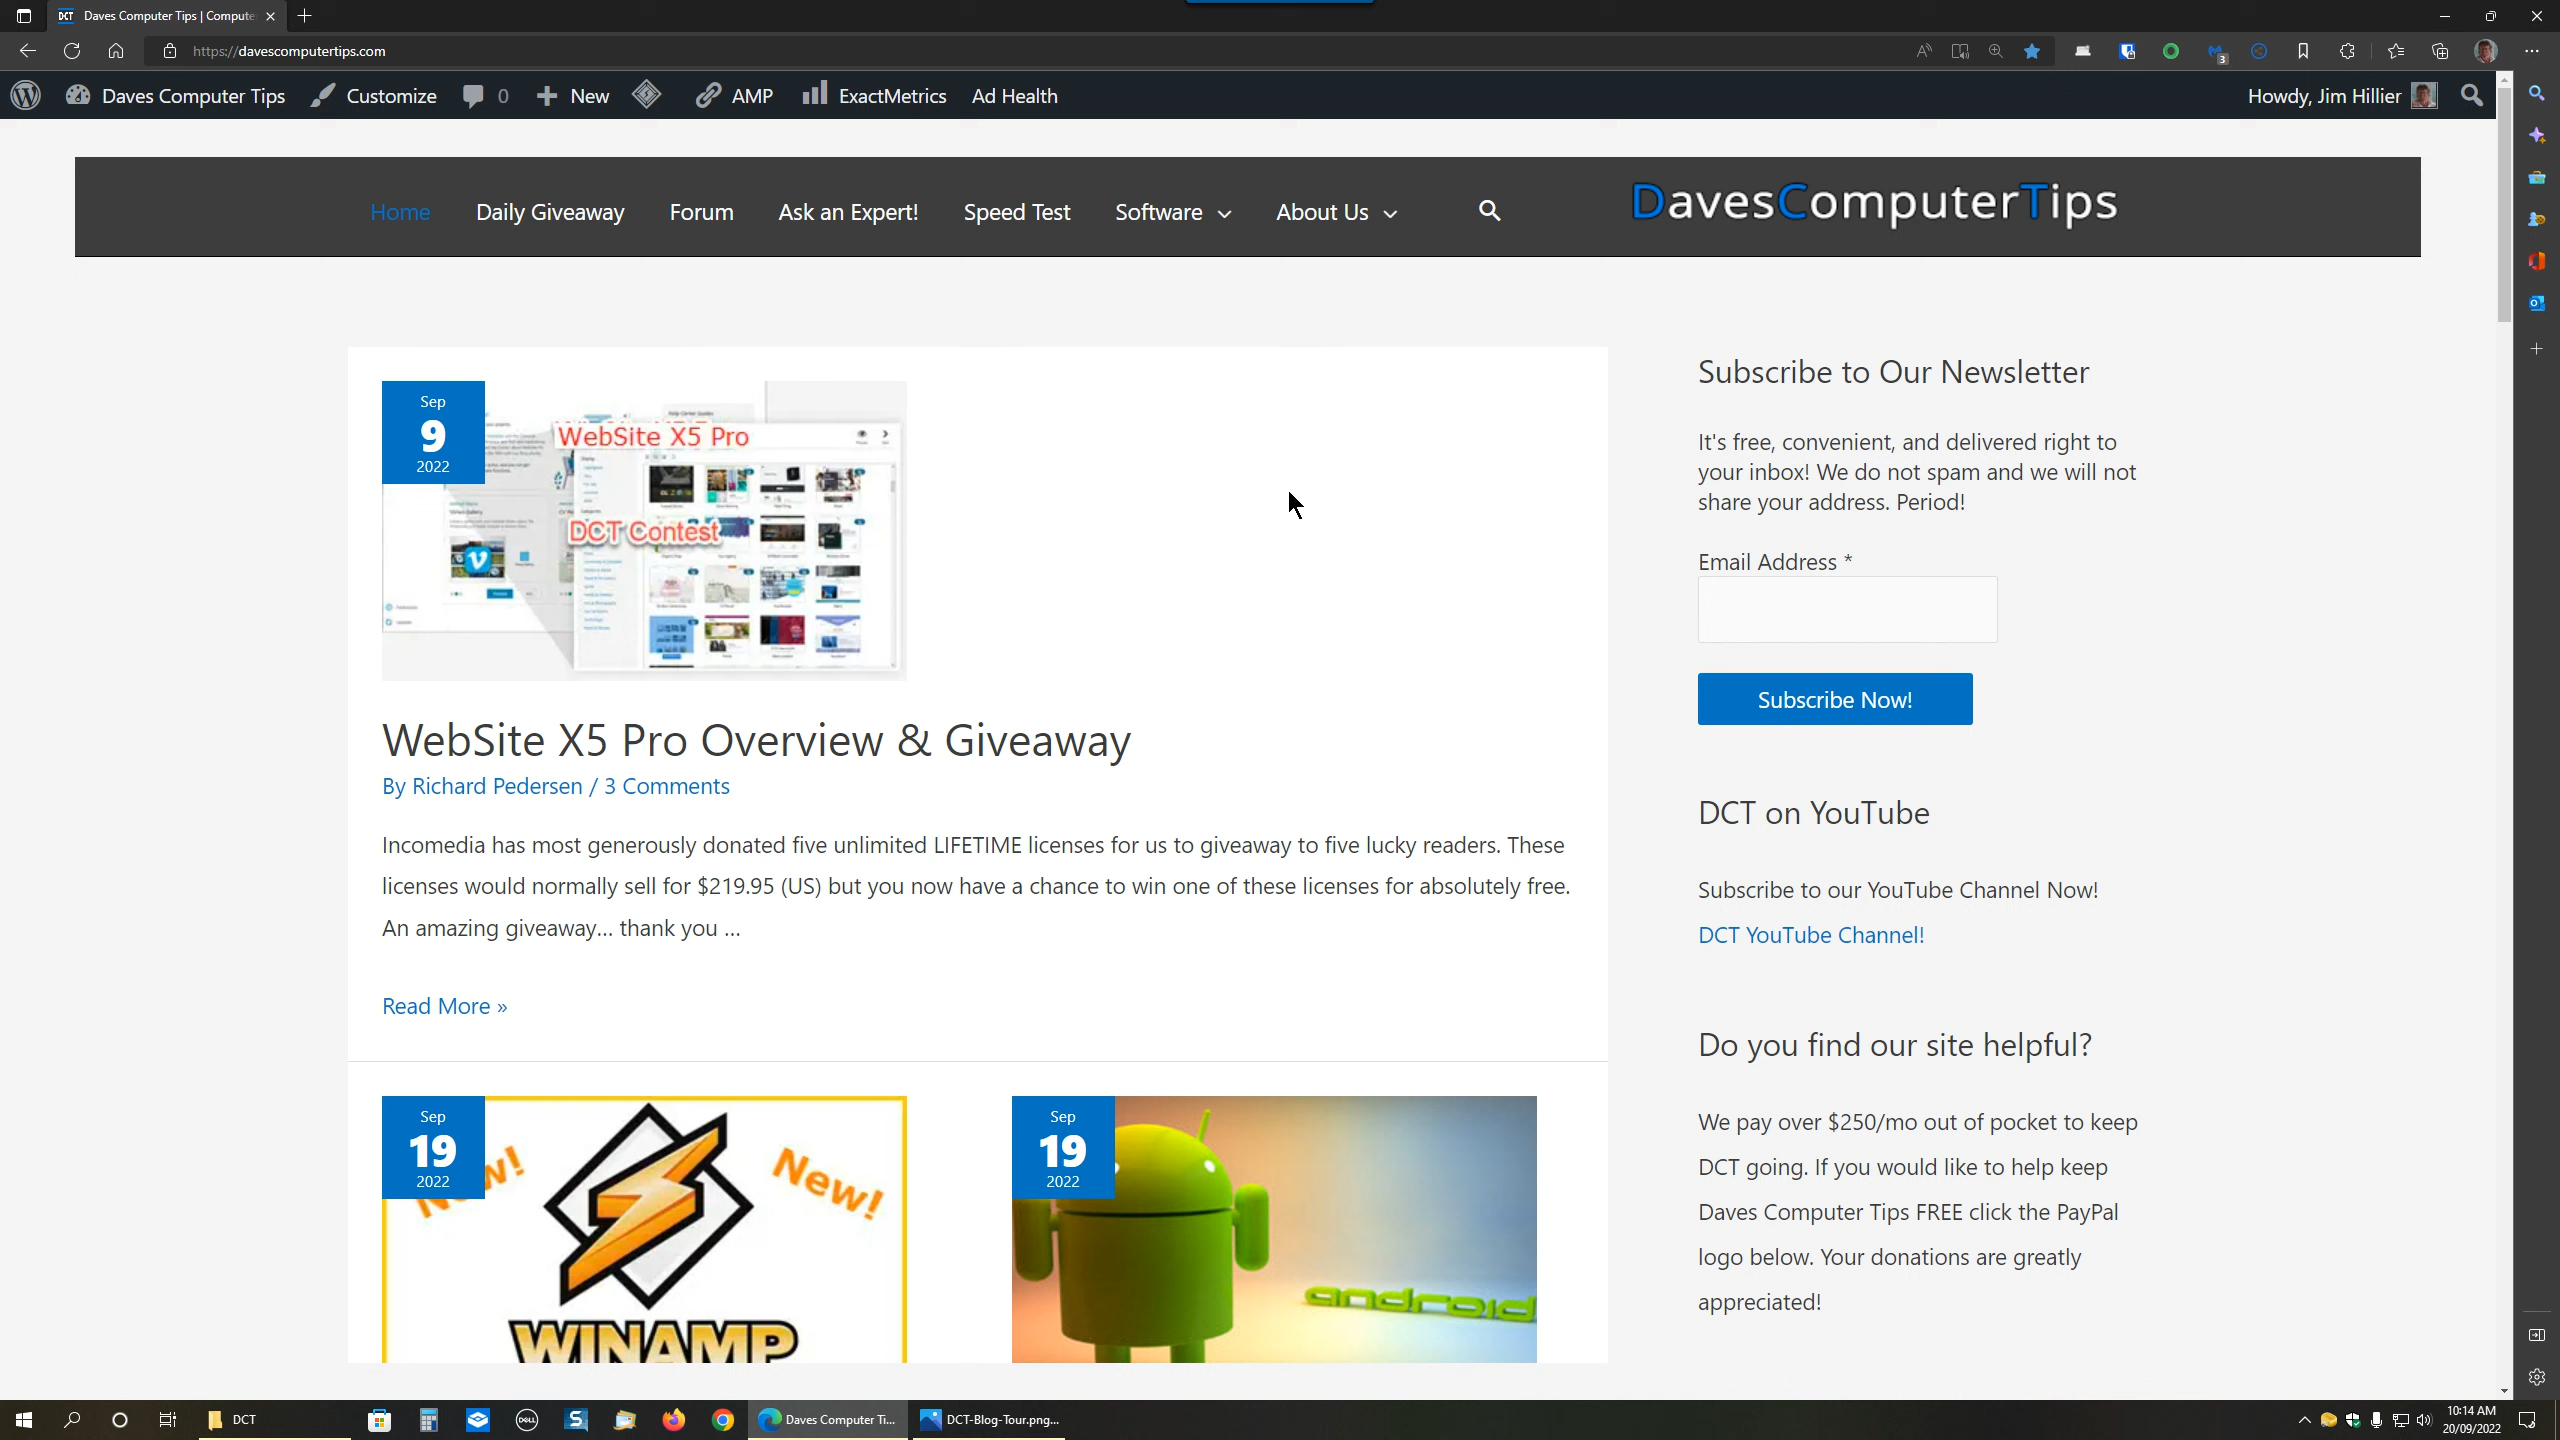 DCT Daves Computer Tips | Compute
https://davescomputertips.com
3
Daves Computer Tips
Customize
0
New
AMP
ExactMetrics
Ad Health
Howdy, Jim Hillier
Home
Daily Giveaway
Forum
Ask an Expert!
Speed Test
Software
About Us
DavesComputerTips
Sep
9
2022
WebSite X5 Pro
DCT Contest
WebSite X5 Pro Overview & Giveaway
By Richard Pedersen / 3 Comments
Incomedia has most generously donated five unlimited LIFETIME licenses for us to giveaway to five lucky readers. These
licenses would normally sell for $219.95 (US) but you now have a chance to win one of these licenses for absolutely free.
An amazing giveaway... thank you ...
Read More »
Sep
19
2022
New!
WINAMP
Sep
19
2022
android
Subscribe to Our Newsletter
It's free, convenient, and delivered right to
your inbox! We do not spam and we will not
share your address. Period!
Email Address *
Subscribe Now!
DCT on YouTube
Subscribe to our YouTube Channel Now!
DCT YouTube Channel!
Do you find our site helpful?
We pay over $250/mo out of pocket to keep
DCT going. If you would like to help keep
Daves Computer Tips FREE click the PayPal
logo below. Your donations are greatly
appreciated!
DCT
DELL
Daves Computer Ti...
DCT-Blog-Tour.png...
10:14 AM
20/09/2022